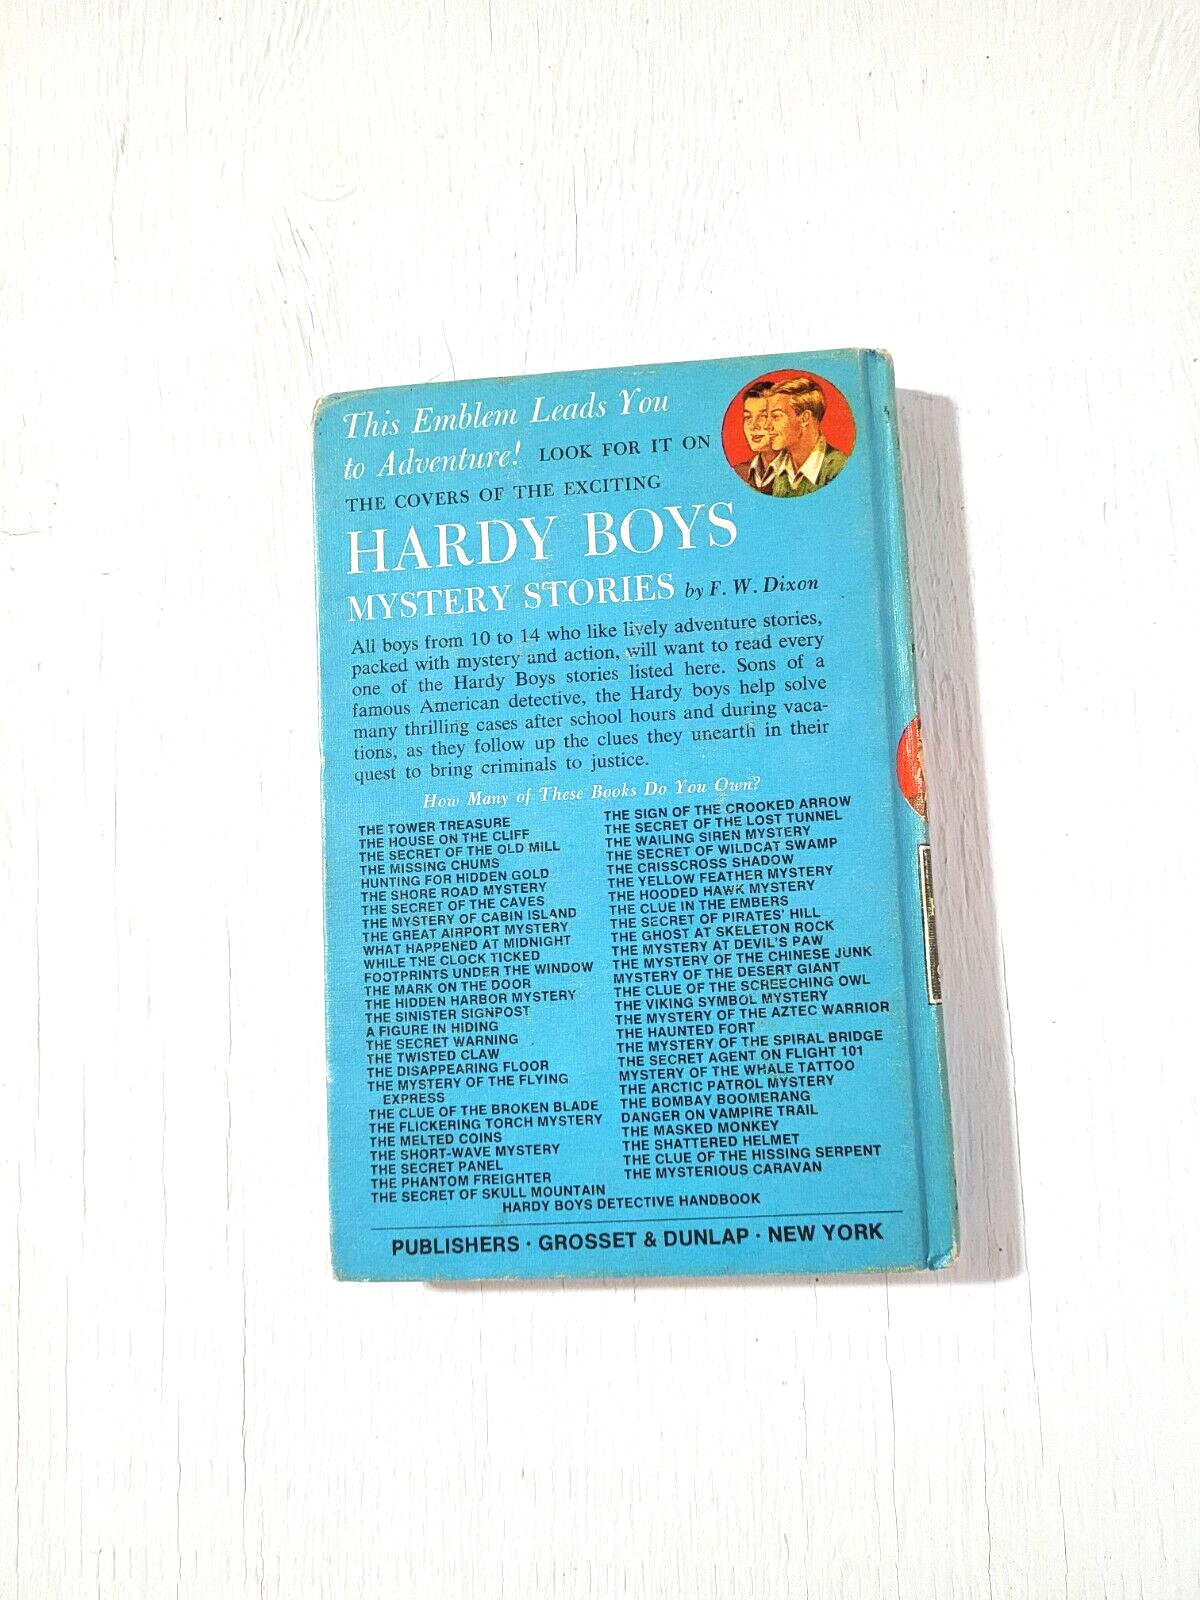 This Emblem Leads You
to Adventure! LOOK FOR IT ON
THE COVERS OF THE EXCITING
HARDY BOYS
MYSTERY STORIES by F. W. Dixon
All boys from 10 to 14 who like lively adventure stories,
packed with mystery and action, will want to read every
one of the Hardy Boys stories listed here. Sons of a
famous American detective, the Hardy boys help solve
many thrilling cases after school hours and during vaca-
tions, as they follow up the clues they unearth in their
quest to bring criminals to justice.
How Many of These Books Do You Own?
THE TOWER TREASURE
THE HOUSE ON THE CLIFF
THE SECRET OF THE OLD MILL
THE MISSING CHUMS
HUNTING FOR HIDDEN GOLD
THE SHORE ROAD MYSTERY
THE SECRET OF THE CAVES
THE MYSTERY OF CABIN ISLAND
THE GREAT AIRPORT MYSTERY
WHAT HAPPENED AT MIDNIGHT
WHILE THE CLOCK TICKED
FOOTPRINTS UNDER THE WINDOW
THE MARK ON THE DOOR
THE HIDDEN HARBOR MYSTERY
THE SINISTER SIGNPOST
A FIGURE IN HIDING
THE SECRET WARNING
THE TWISTED CLAW
THE DISAPPEARING FLOOR
THE MYSTERY OF THE FLYING
EXPRESS
THE CLUE OF THE BROKEN BLADE
THE FLICKERING TORCH MYSTERY
THE MELTED COINS
THE SHORT-WAVE MYSTERY
THE SECRET PANEL
THE PHANTOM FREIGHTER
THE SECRET OF SKULL MOUNTAIN
THE SIGN OF THE CROOKED ARROW
THE SECRET OF THE LOST TUNNEL
THE WAILING SIREN MYSTERY
THE SECRET OF WILDCAT SWAMP
THE CRISSCROSS SHADOW
THE YELLOW FEATHER MYSTERY
THE HOODED HAWK MYSTERY
THE CLUE IN THE EMBERS
THE SECRET OF PIRATES' HILL
THE GHOST AT SKELETON ROCK
THE MYSTERY AT DEVIL'S PAW
THE MYSTERY OF THE CHINESE JUNK
MYSTERY OF THE DESERT GIANT
THE CLUE OF THE SCREECHING OWL
THE VIKING SYMBOL MYSTERY
THE MYSTERY OF THE AZTEC WARRIOR
THE HAUNTED FORT
THE MYSTERY OF THE SPIRAL BRIDGE
THE SECRET AGENT ON FLIGHT 101
MYSTERY OF THE WHALE TATTOO
THE ARCTIC PATROL MYSTERY
THE BOMBAY BOOMERANG
DANGER ON VAMPIRE TRAIL
THE MASKED MONKEY
THE SHATTERED HELMET
THE CLUE OF THE HISSING SERPENT
THE MYSTERIOUS CARAVAN
HARDY BOYS DETECTIVE HANDBOOK
PUBLISHERS · GROSSET & DUNLAP · NEW YORK